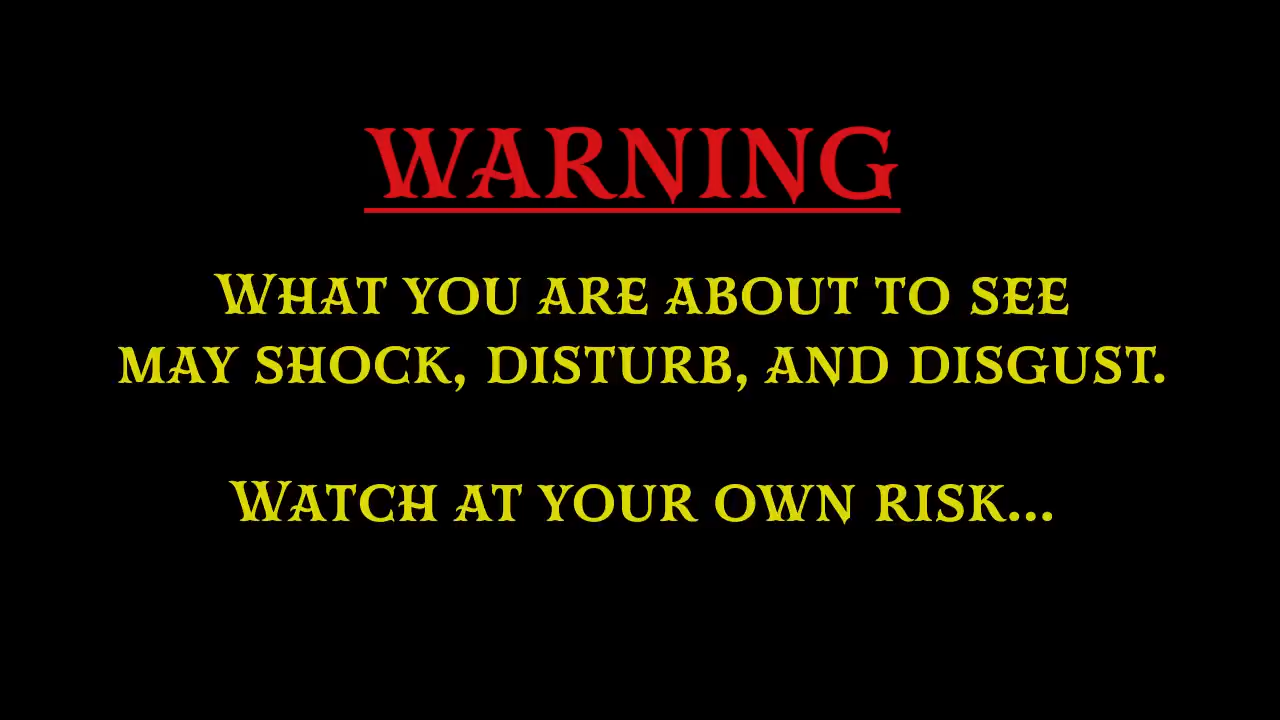 WARNING
WHAT YOU ARE ABOUT TO SEE
MAY SHOCK, DISTURB, AND DISGUST.
WATCH AT YOUR OWN RISK...